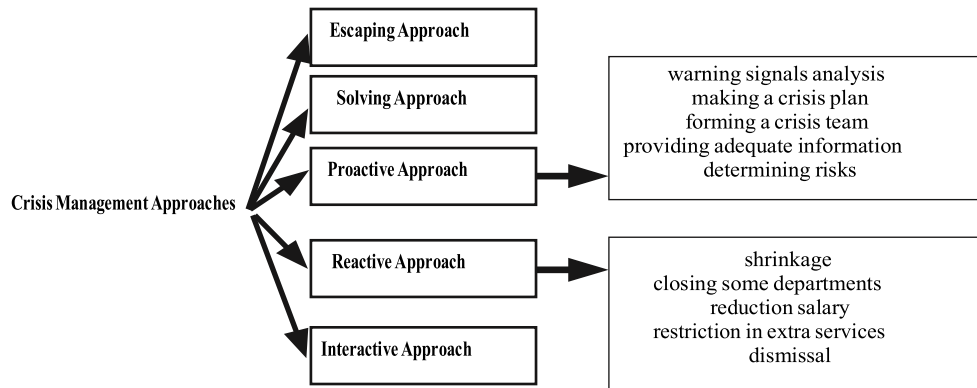 Escaping Approach
Solving Approach
Proactive Approach
Crisis Management Approaches
Reactive Approach
Interactive Approach
warning signals analysis
making a crisis plan
forming a crisis team
providing adequate information
determining risks
shrinkage
closing some departments
reduction salary
restriction in extra services
dismissal